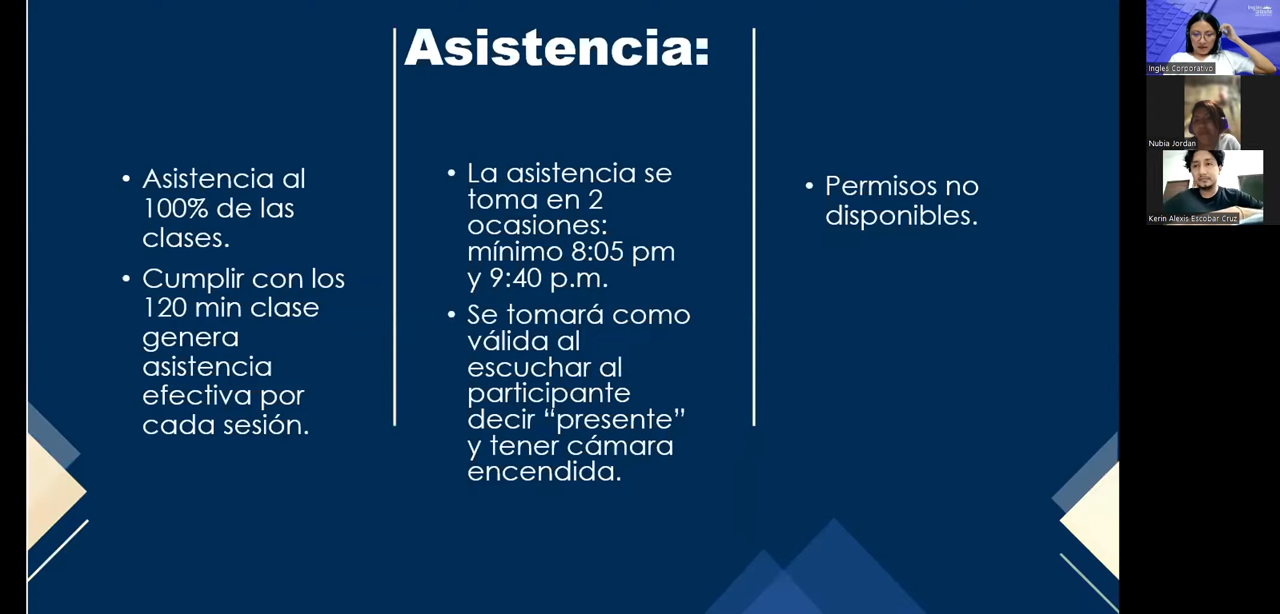 Asistencia:
• Asistencia al
100% de las
clases.
• Cumplir con los
120 min clase
genera
asistencia
efectiva por
cada sesión.
• La asistencia se
toma en 2
ocasiones:
mínimo 8:05 pm
y 9:40 p.m.
• Se tomará como
válida al
escuchar al
participante
decir “presente”
y tener cámara
encendida.
• Permisos no
disponibles.
Ingles Corporativo
Nubia Jordan
Kerin Alexis Escobar Cruz